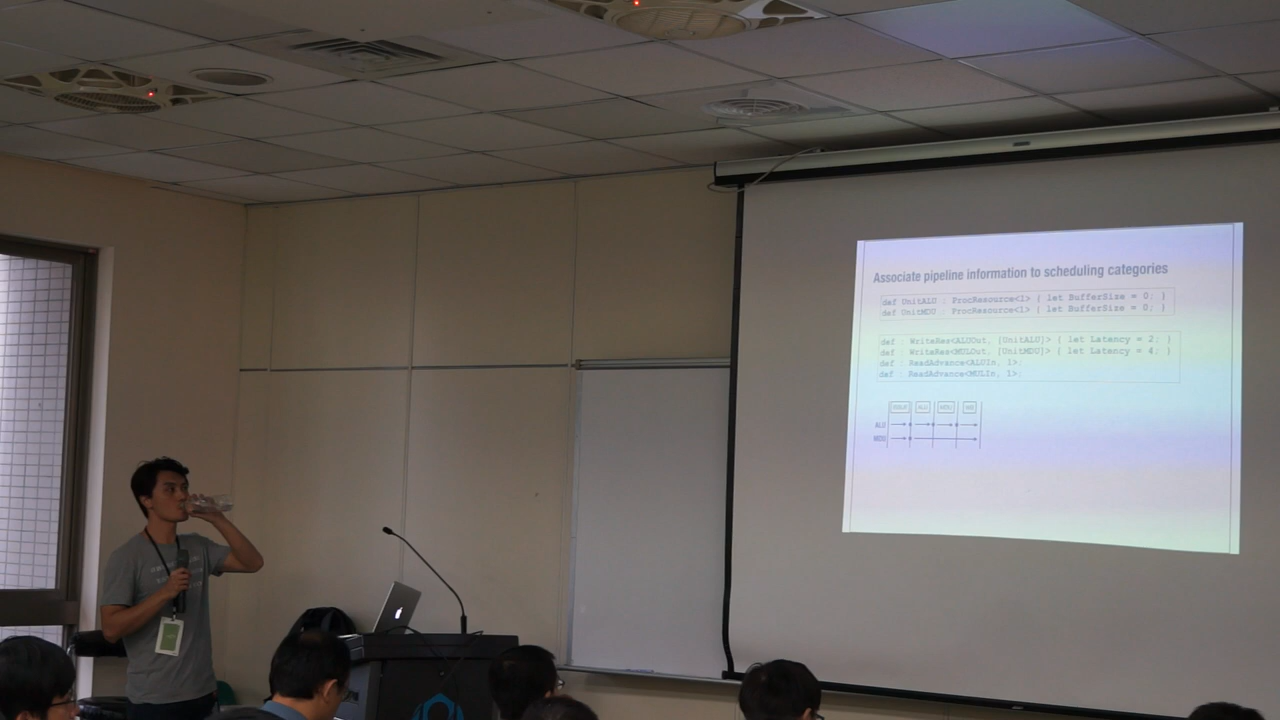 Associate pipeline information to scheduling categories
def UnitALU : ProcResource<1> { let BufferSize = 0; }
def UnitMDU : ProcResource<1> { let BufferSize = 0; }
def : WriteRes<ALUOut, [UnitALU]> { let Latency = 2; }
def : WriteRes<MULOut, [UnitMDU]> { let Latency = 4; }
def : ReadAdvance<ALUIn, 1>
def : ReadAdvance<MULIn, 1>
ALU
MDU